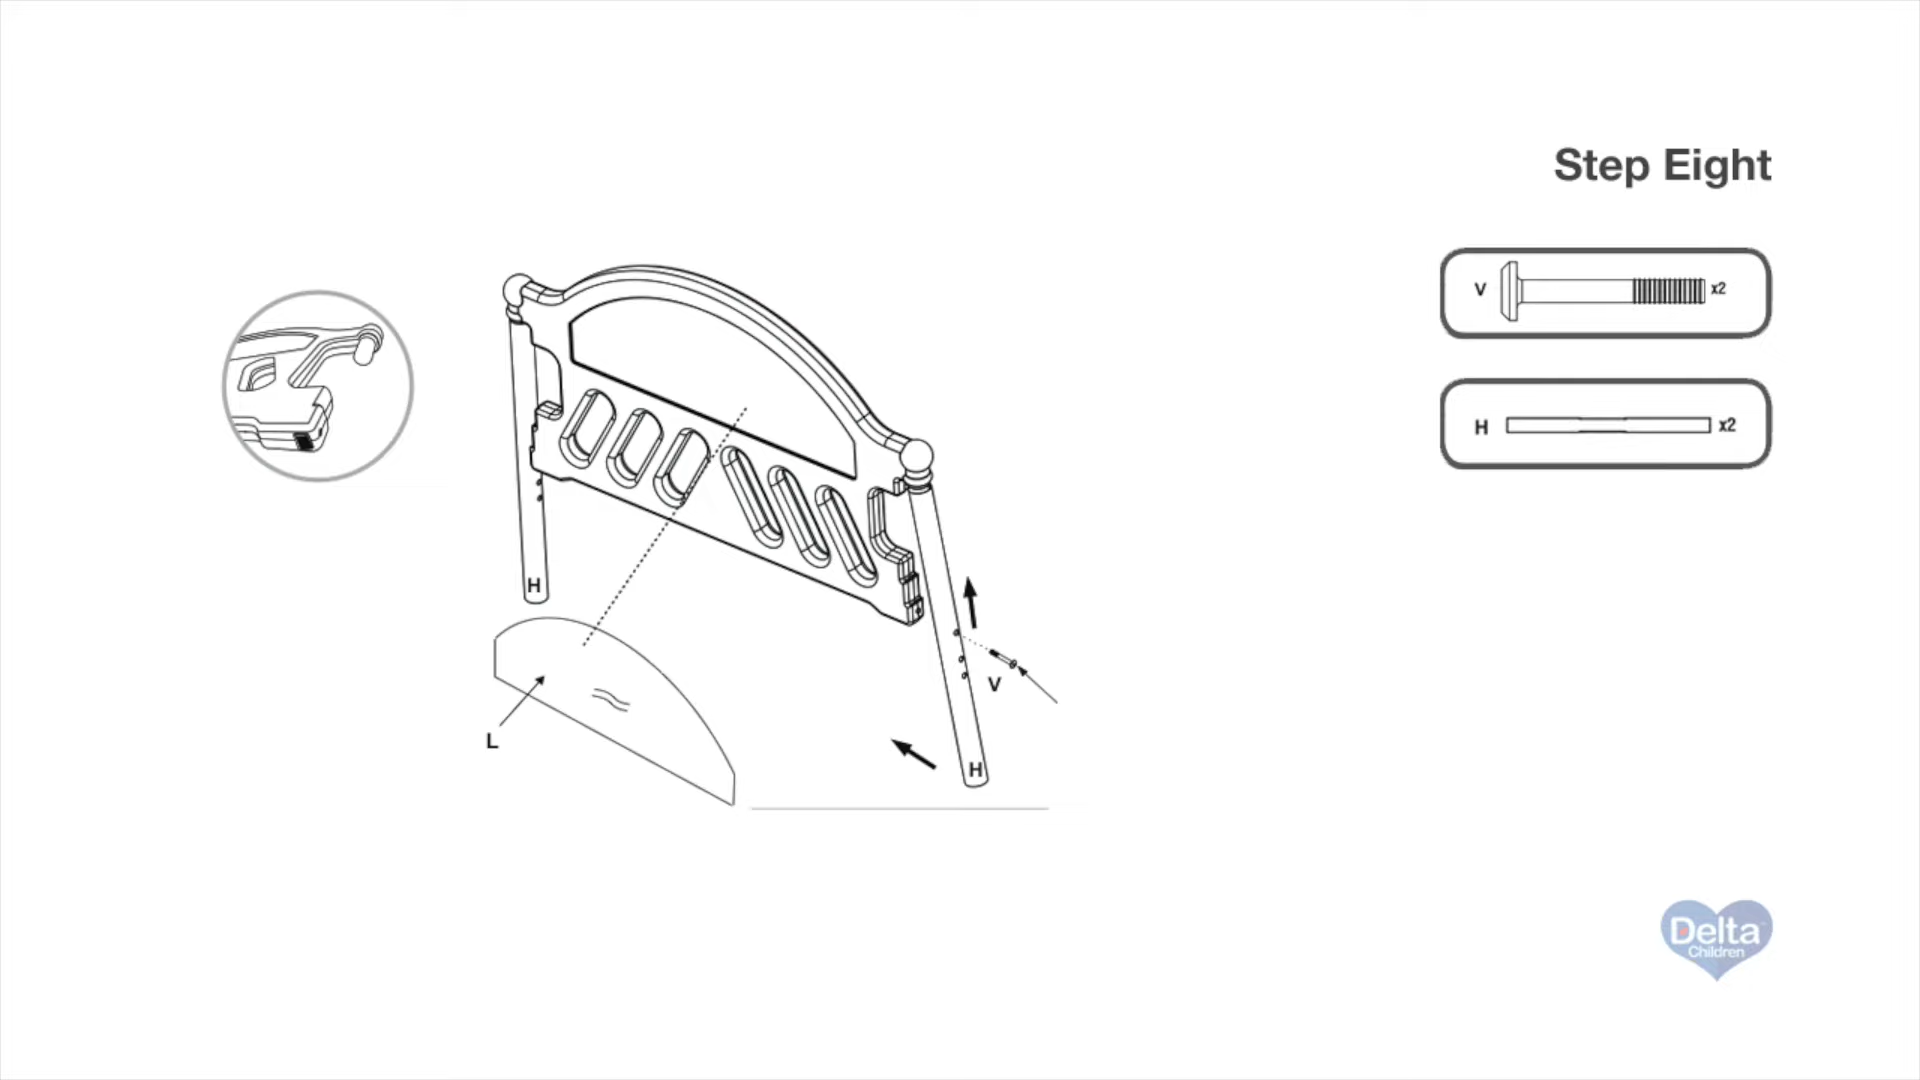 Step Eight
V x2
H x2
H
L
V
H
Delta
Children